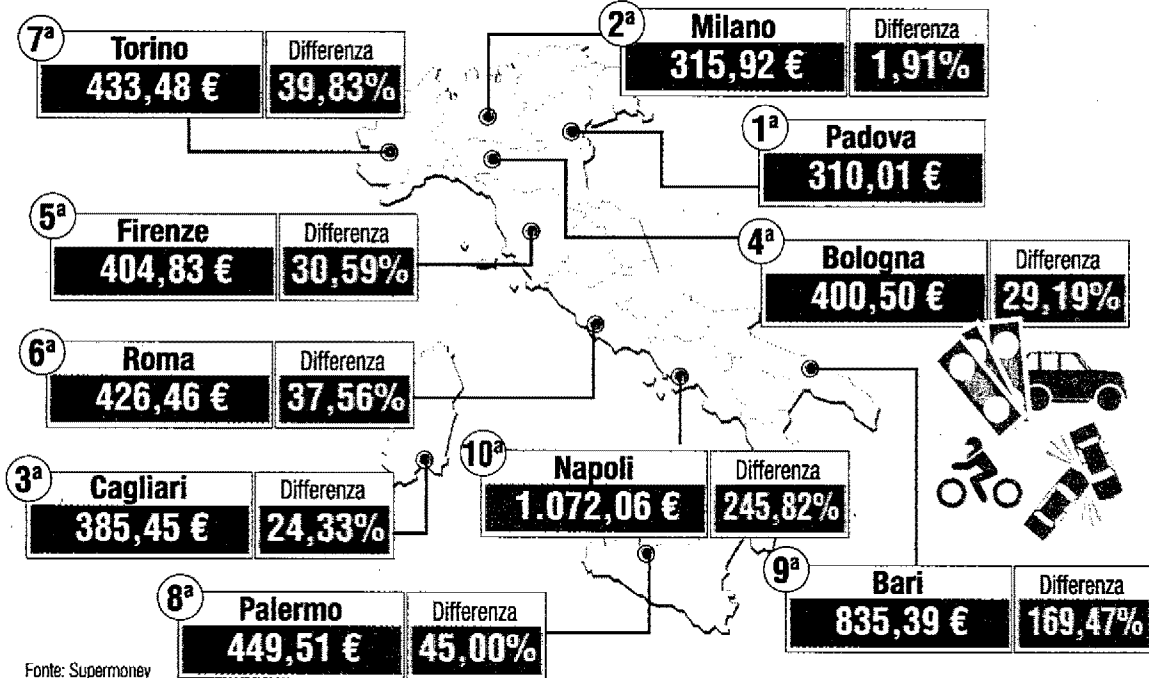 7ª
Torino
433,48 €
Differenza
39,83%
2ª
Milano
315,92 €
Differenza
1,91%
1ª
Padova
310,01 €
5ª
Firenze
404,83 €
Differenza
30,59%
4ª
Bologna
400,50 €
Differenza
29,19%
6ª
Roma
426,46 €
Differenza
37,56%
3ª
Cagliari
385,45 €
Differenza
24,33%
10ª
Napoli
1.072,06 €
Differenza
245,82%
9ª
Bari
835,39 €
Differenza
169,47%
8ª
Palermo
449,51 €
Differenza
45,00%
Fonte: Supermoney